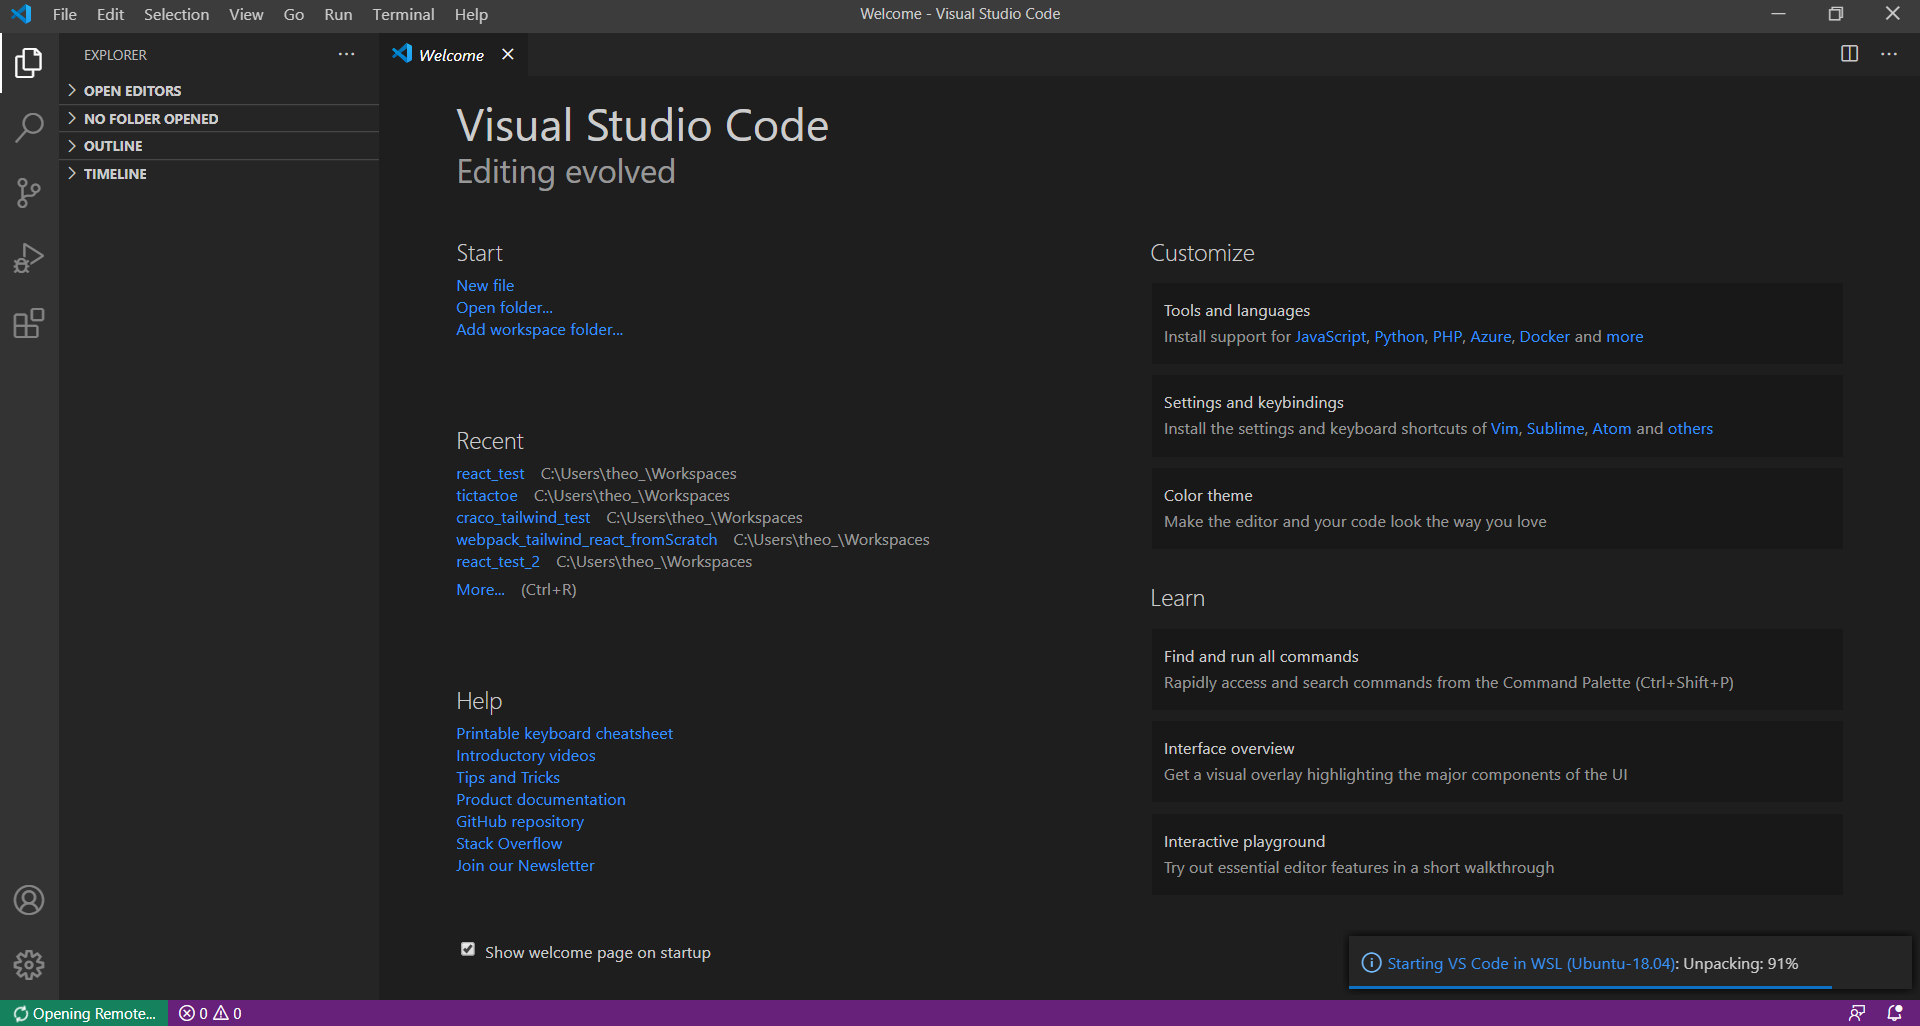 File Edit Selection View Go Run Terminal Help
Welcome - Visual Studio Code
EXPLORER
OPEN EDITORS
NO FOLDER OPENED
OUTLINE
TIMELINE
Welcome
Visual Studio Code
Editing evolved
Start
New file
Open folder...
Add workspace folder...
Recent
react_test C:\Users\theo_\Workspaces
tictactoe C:\Users\theo_\Workspaces
craco_tailwind_test C:\Users\theo_\Workspaces
webpack_tailwind_react_fromScratch C:\Users\theo_\Workspaces
react_test_2 C:\Users\theo_\Workspaces
More... (Ctrl+R)
Help
Printable keyboard cheatsheet
Introductory videos
Tips and Tricks
Product documentation
GitHub repository
Stack Overflow
Join our Newsletter
Show welcome page on startup
Customize
Tools and languages
Install support for JavaScript, Python, PHP, Azure, Docker and more
Settings and keybindings
Install the settings and keyboard shortcuts of Vim, Sublime, Atom and others
Color theme
Make the editor and your code look the way you love
Learn
Find and run all commands
Rapidly access and search commands from the Command Palette (Ctrl+Shift+P)
Interface overview
Get a visual overlay highlighting the major components of the UI
Interactive playground
Try out essential editor features in a short walkthrough
Starting VS Code in WSL (Ubuntu-18.04): Unpacking: 91%
Opening Remote... 0 0